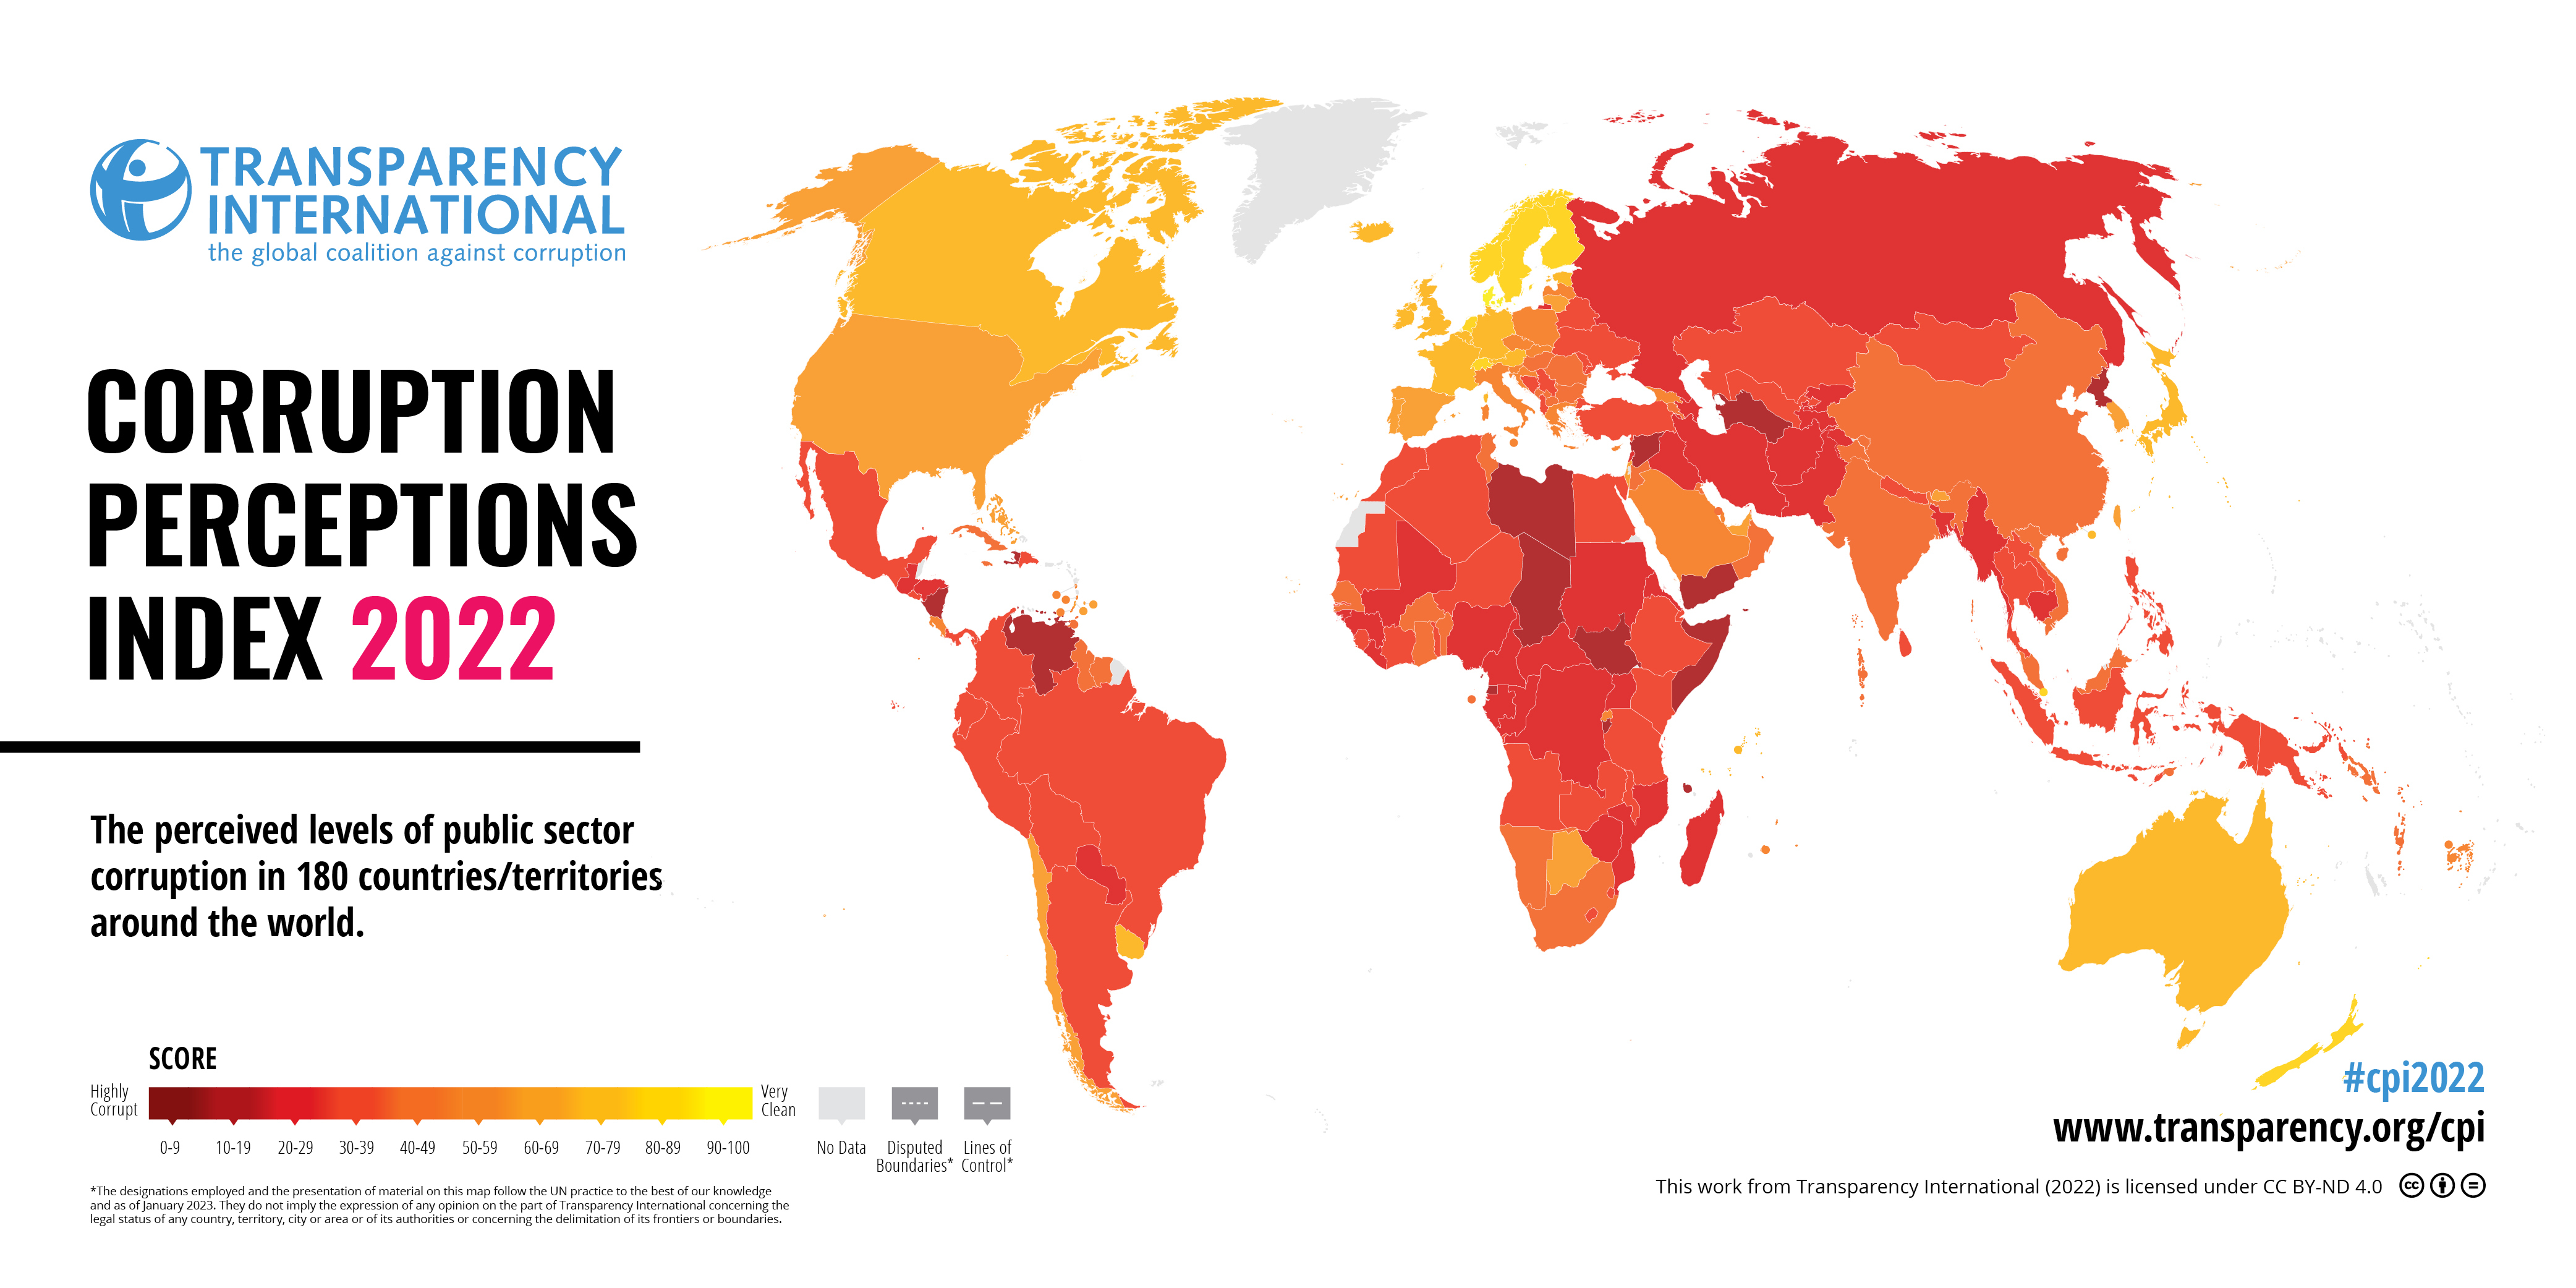 TRANSPARENCY
INTERNATIONAL
the global coalition against corruption
CORRUPTION
PERCEPTIONS
INDEX 2022
The perceived levels of public sector
corruption in 180 countries/territories
around the world.
SCORE
Highly
Corrupt
Very
Clean
0-9
10-19
20-29
30-39
40-49
50-59
60-69
70-79
80-89
90-100
No Data
Disputed
Boundaries*
Lines of
Control*
*The designations employed and the presentation of material on this map follow the UN practice to the best of our knowledge
and as of January 2023. They do not imply the expression of any opinion on the part of Transparency International concerning the
legal status of any country, territory, city or area or of its authorities or concerning the delimitation of its frontiers or boundaries.
#cpi2022
www.transparency.org/cpi
This work from Transparency International (2022) is licensed under CC BY-ND 4.0
cc